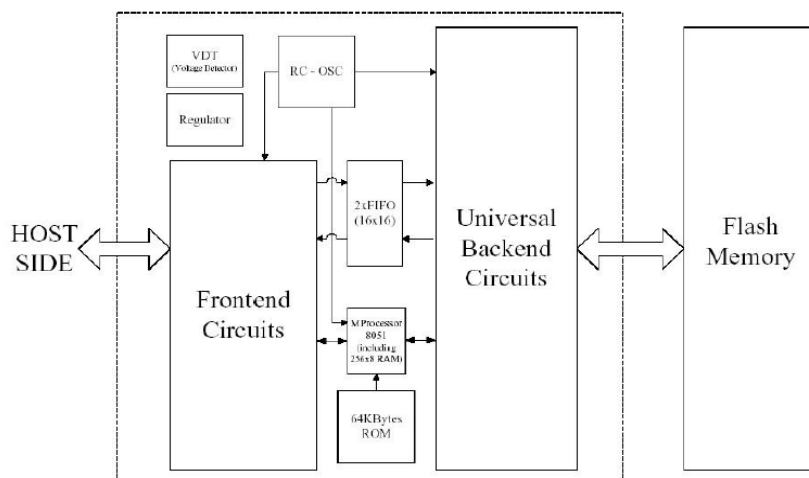 VDT
(Voltage Detector)
RC - OSC
Regulator
2xFIFO
(16x16)
HOST
SIDE
Universal
Backend
Circuits
Flash
Memory
Frontend
Circuits
MProcessor
8051
(including
256x8 RAM)
64KBytes
ROM